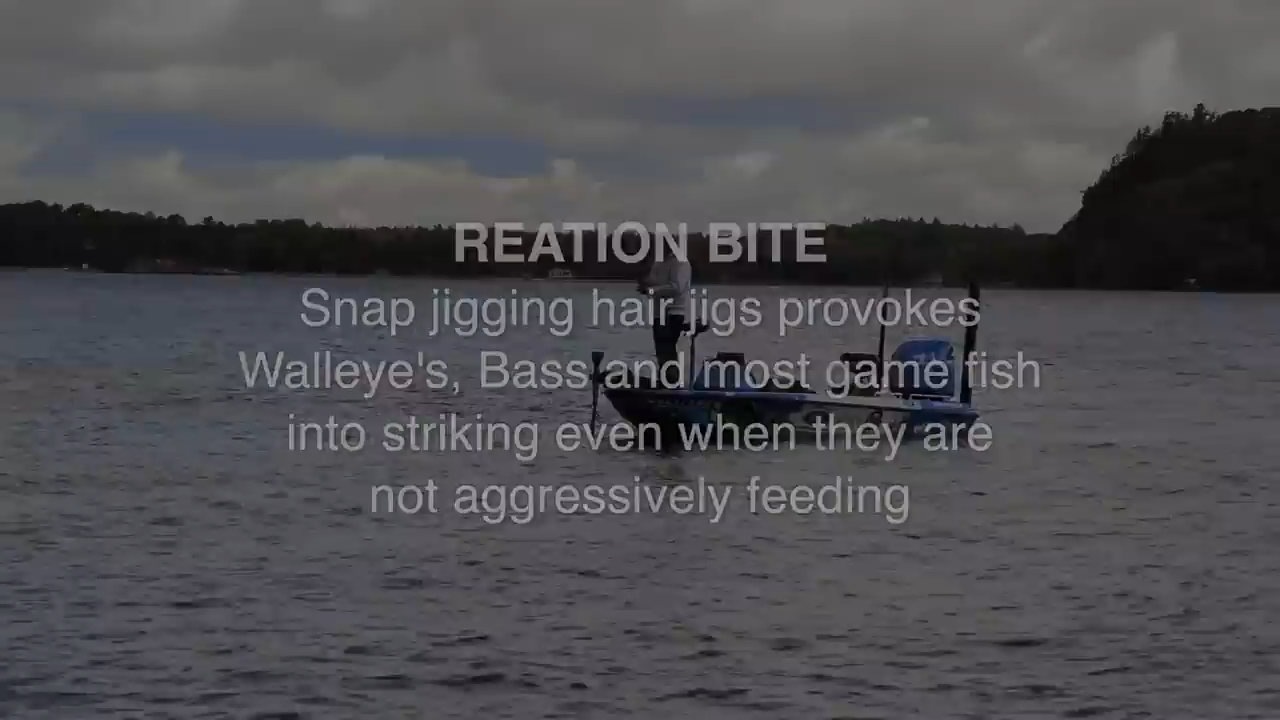 REATION BITE
Snap jigging hair jigs provokes
Walleye's, Bass and most game fish
into striking even when they are
not aggressively feeding